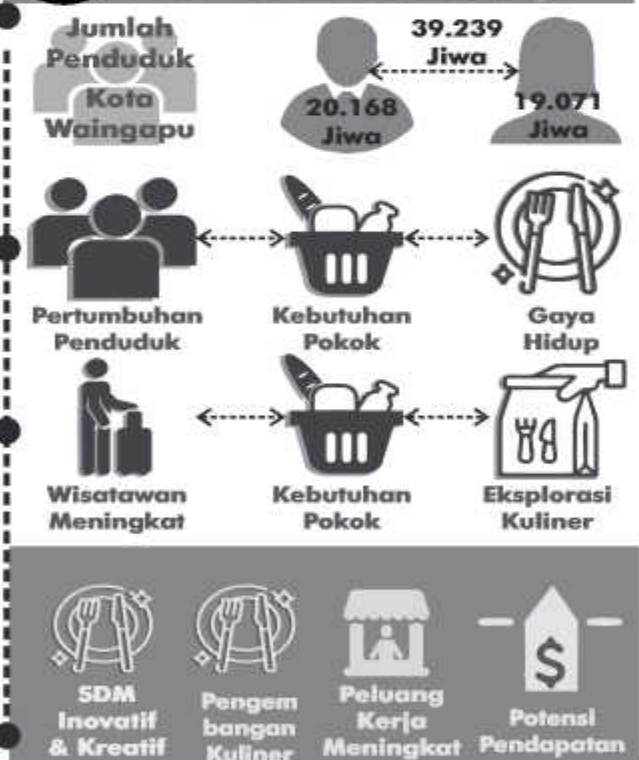 Jumlah
Penduduk
Kota
Waingapu
39.239
Jiwa
20.168
Jiwa
19.071
Jiwa
Pertumbuhan
Penduduk
Kebutuhan
Pokok
Gaya
Hidup
Wisatawan
Meningkat
Kebutuhan
Pokok
Eksplorasi
Kuliner
SDM
Inovatif
& Kreatif
Pengem
bangan
Kuliner
Peluang
Kerja
Meningkat
$
Potensi
Pendapatan